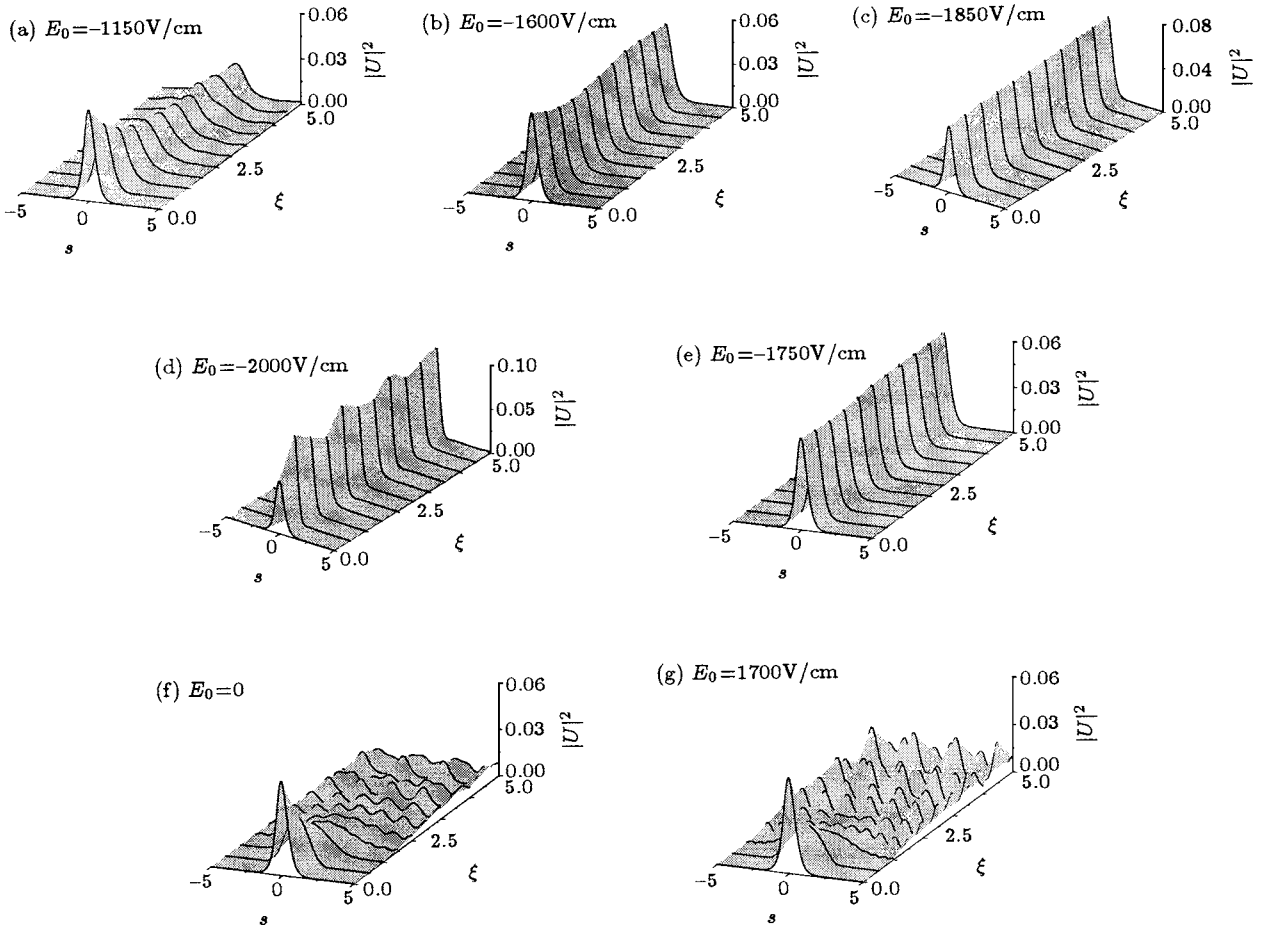 (a) E₀=−1150V/cm
0.06
0.03
0.00
|U|²
5.0
2.5
0.0
ξ
−5
0
5
s
(b) E₀=−1600V/cm
0.06
0.03
0.00
|U|²
5.0
2.5
0.0
ξ
−5
0
5
s
(c) E₀=−1850V/cm
0.08
0.04
0.00
|U|²
5.0
2.5
0.0
ξ
−5
0
5
s
(d) E₀=−2000V/cm
0.10
0.05
0.00
|U|²
5.0
2.5
0.0
ξ
−5
0
5
s
(e) E₀=−1750V/cm
0.06
0.03
0.00
|U|²
5.0
2.5
0.0
ξ
−5
0
5
s
(f) E₀=0
0.06
0.03
0.00
|U|²
5.0
2.5
0.0
ξ
−5
0
5
s
(g) E₀=1700V/cm
0.06
0.03
0.00
|U|²
5.0
2.5
0.0
ξ
−5
0
5
s